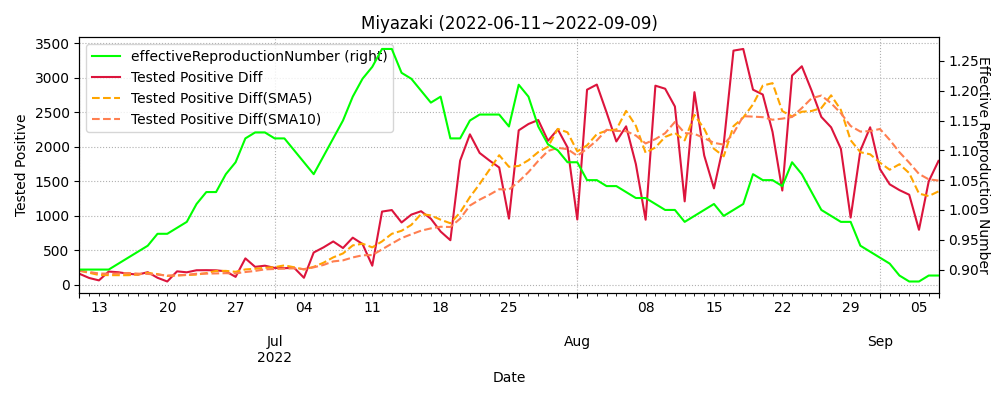 Miyazaki (2022-06-11~2022-09-09)
effectiveReproductionNumber (right)
Tested Positive Diff
Tested Positive Diff(SMA5)
Tested Positive Diff(SMA10)
Tested Positive
3500
3000
2500
2000
1500
1000
500
0
1.25
1.20
1.15
1.10
1.05
1.00
0.95
0.90
Effective Reproduction Number
13 20 27 04 11 18 25 08 15 22 29 05
Jul Aug Sep
2022
Date